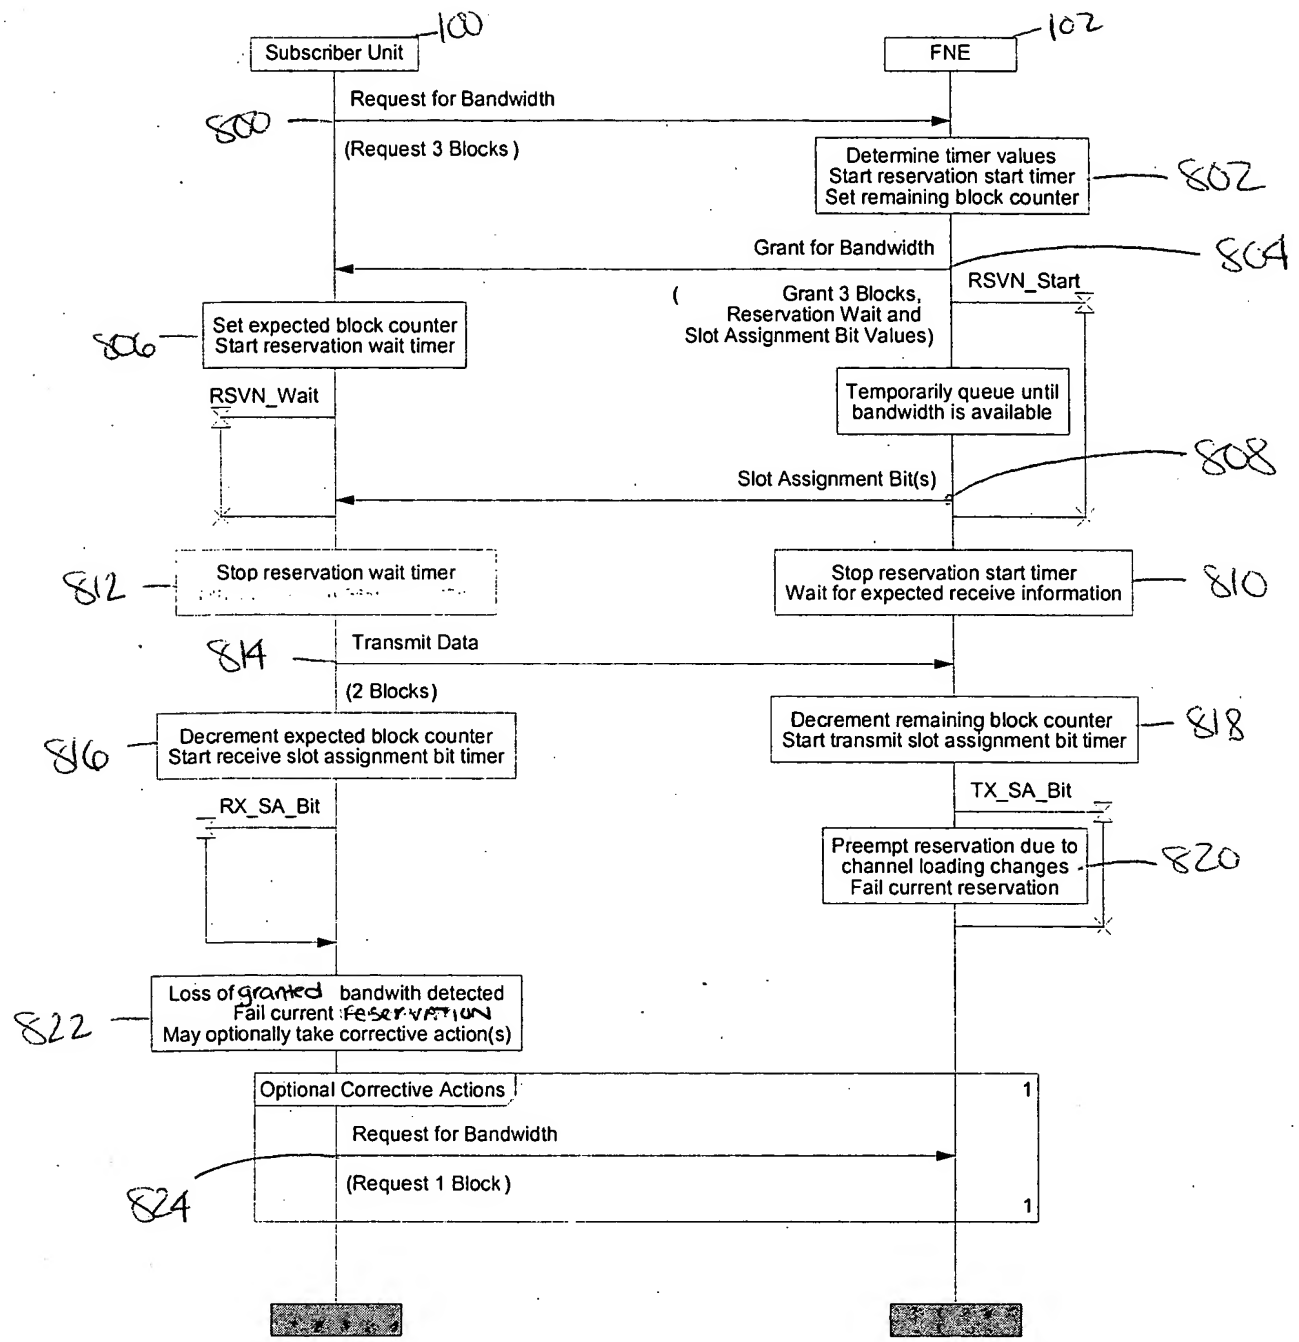 100
102
Subscriber Unit
FNE
Request for Bandwidth
800
(Request 3 Blocks)
Determine timer values
Start reservation start timer
Set remaining block counter
802
Grant for Bandwidth
804
( Grant 3 Blocks,
Reservation Wait and
Slot Assignment Bit Values)
RSVN_Start
Set expected block counter
Start reservation wait timer
806
RSVN_Wait
Temporarily queue until
bandwidth is available
808
Slot Assignment Bit(s)
812
Stop reservation wait timer
Stop reservation start timer
Wait for expected receive information
810
814
Transmit Data
(2 Blocks)
816
Decrement expected block counter
Start receive slot assignment bit timer
Decrement remaining block counter
Start transmit slot assignment bit timer
818
RX_SA_Bit
TX_SA_Bit
Preempt reservation due to
channel loading changes
Fail current reservation
820
822
Loss of granted bandwith detected
Fail current reservation
May optionally take corrective action(s)
Optional Corrective Actions
1
Request for Bandwidth
824
(Request 1 Block)
1